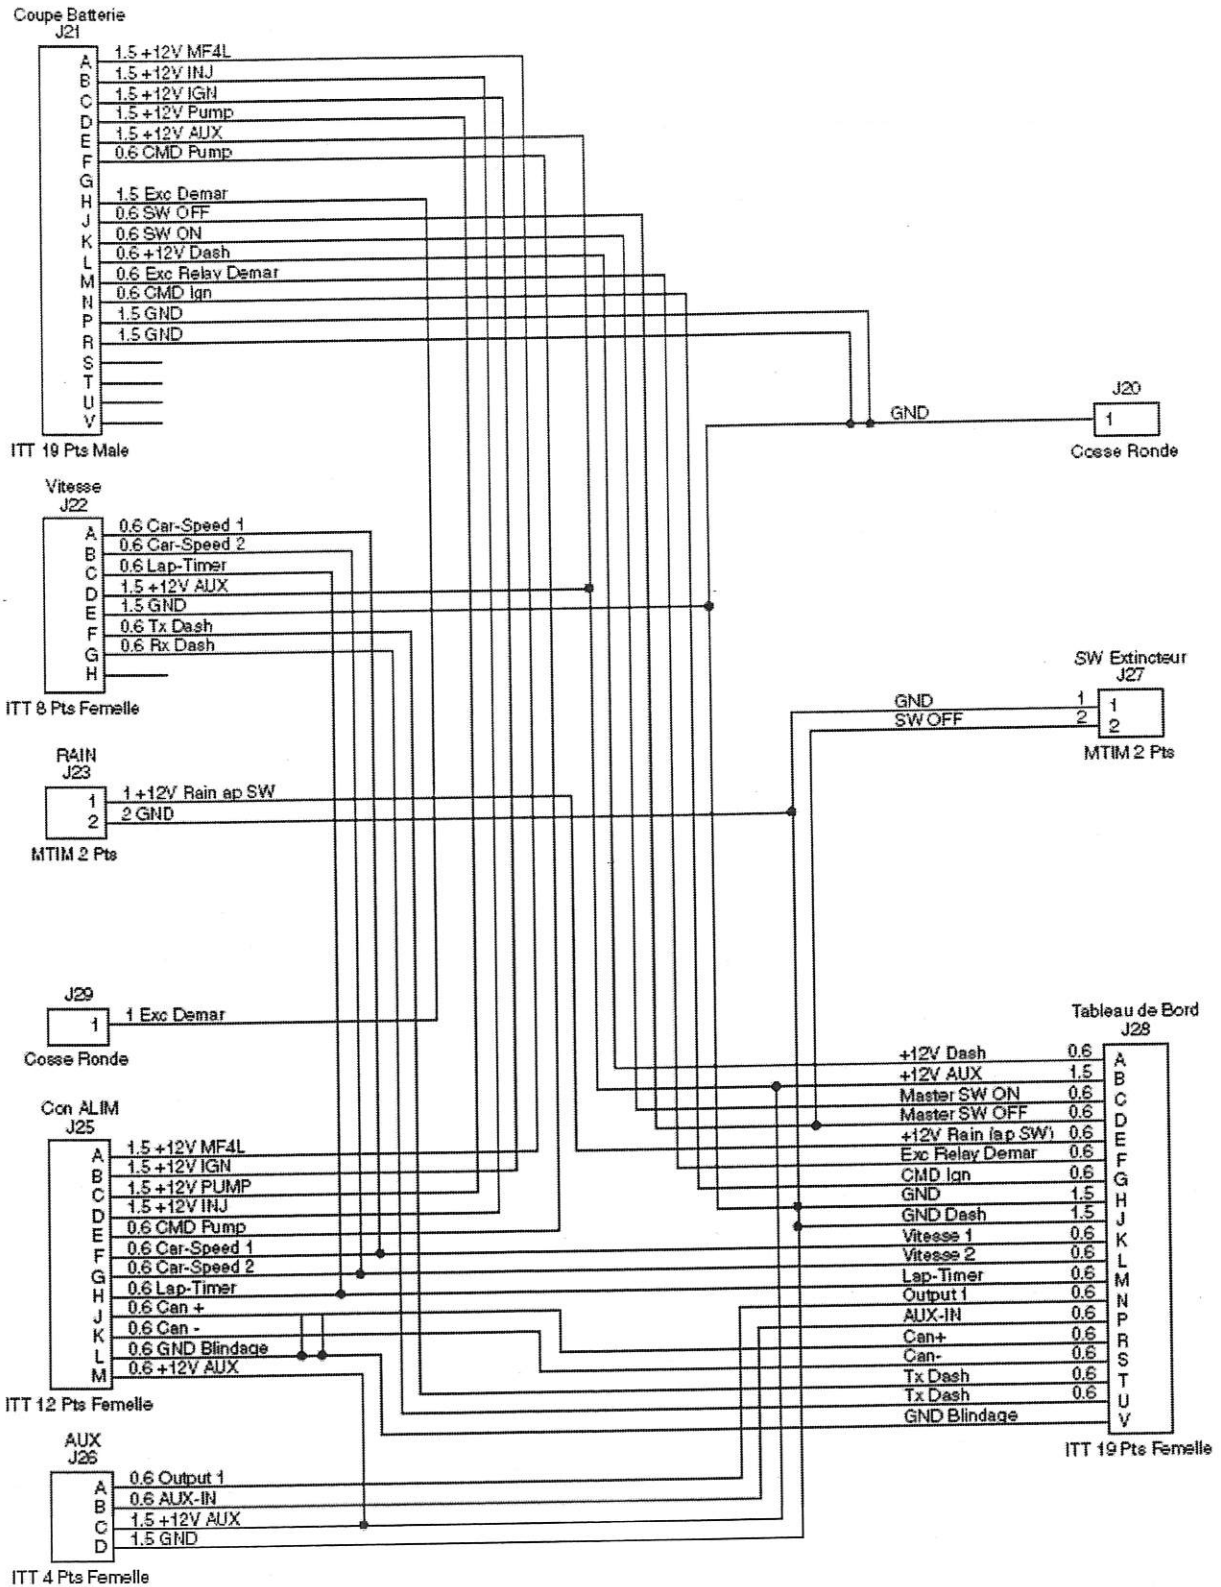 Coupe Batterie
J21
A 1.5 +12V MF4L
B 1.5 +12V INJ
C 1.5 +12V IGN
D 1.5 +12V Pump
E 1.5 +12V AUX
F 0.6 CMD Pump
G
H 1.5 Exc Demar
J 0.6 SW OFF
K 0.6 SW ON
L 0.6 +12V Dash
M 0.6 Exc Relay Demar
N 0.6 CMD Ign
P 1.5 GND
R 1.5 GND
S
T
U
V
ITT 19 Pts Male
J20
GND 1
Cosse Ronde
Vitesse
J22
A 0.6 Car-Speed 1
B 0.6 Car-Speed 2
C 0.6 Lap-Timer
D 1.5 +12V AUX
E 1.5 GND
F 0.6 Tx Dash
G 0.6 Rx Dash
H
ITT 8 Pts Femelle
SW Extincteur
J27
GND 1 1
SW OFF 2 2
MTIM 2 Pts
RAIN
J23
1 1 +12V Rain ap SW
2 2 GND
MTIM 2 Pts
J29
1 1 Exc Demar
Cosse Ronde
Con ALIM
J25
A 1.5 +12V MF4L
B 1.5 +12V IGN
C 1.5 +12V PUMP
D 1.5 +12V INJ
E 0.6 CMD Pump
F 0.6 Car-Speed 1
G 0.6 Car-Speed 2
H 0.6 Lap-Timer
J 0.6 Can +
K 0.6 Can -
L 0.6 GND Blindage
M 0.6 +12V AUX
ITT 12 Pts Femelle
Tableau de Bord
J28
+12V Dash 0.6 A
+12V AUX 1.5 B
Master SW ON 0.6 C
Master SW OFF 0.6 D
+12V Rain (ap SW) 0.6 E
Exc Relay Demar 0.6 F
CMD Ign 0.6 G
GND 1.5 H
GND Dash 1.5 J
Vitesse 1 0.6 K
Vitesse 2 0.6 L
Lap-Timer 0.6 M
Output 1 0.6 N
AUX-IN 0.6 P
Can+ 0.6 R
Can- 0.6 S
Tx Dash 0.6 T
Tx Dash 0.6 U
GND Blindage V
ITT 19 Pts Femelle
AUX
J26
A 0.6 Output 1
B 0.6 AUX-IN
C 1.5 +12V AUX
D 1.5 GND
ITT 4 Pts Femelle